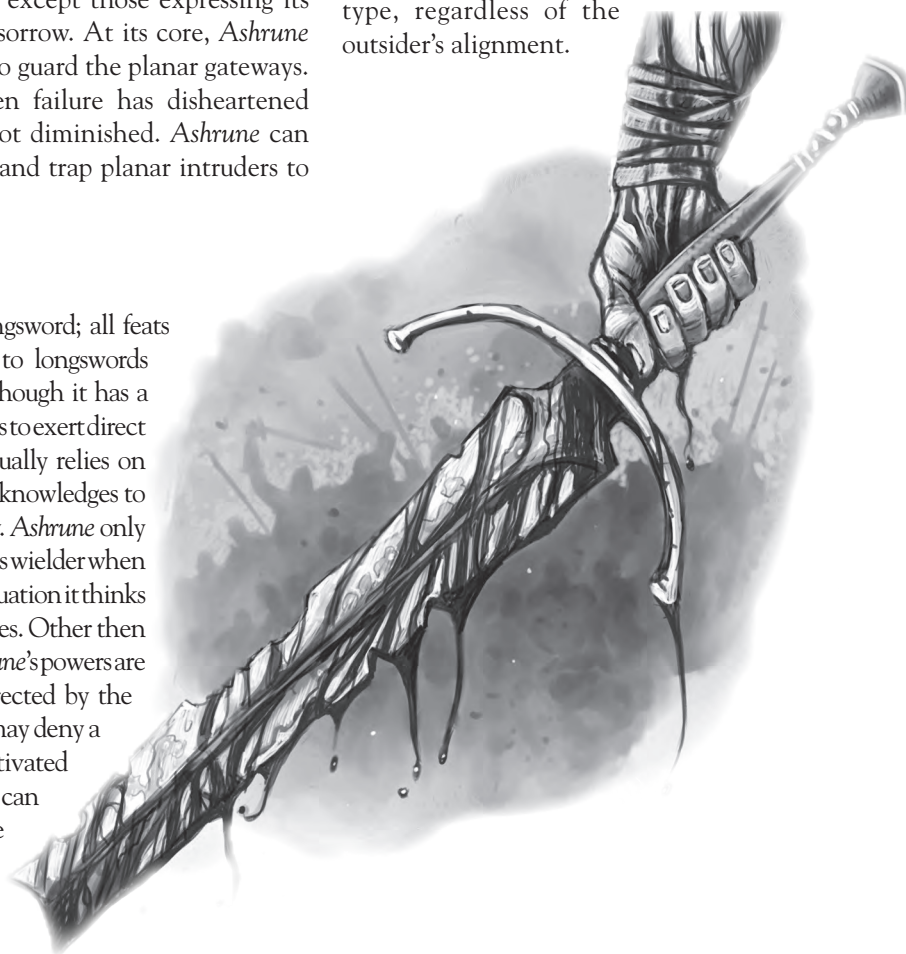 except those expressing its
sorrow. At its core, Ashrune
o guard the planar gateways.
en failure has disheartened
ot diminished. Ashrune can
and trap planar intruders to
ngsword; all feats
to longswords
hough it has a
s to exert direct
ually relies on
knowledges to
. Ashrune only
s wielder when
uation it thinks
es. Other then
ne's powers are
rected by the
may deny a
tivated
can
e
type, regardless of the
outsider's alignment.